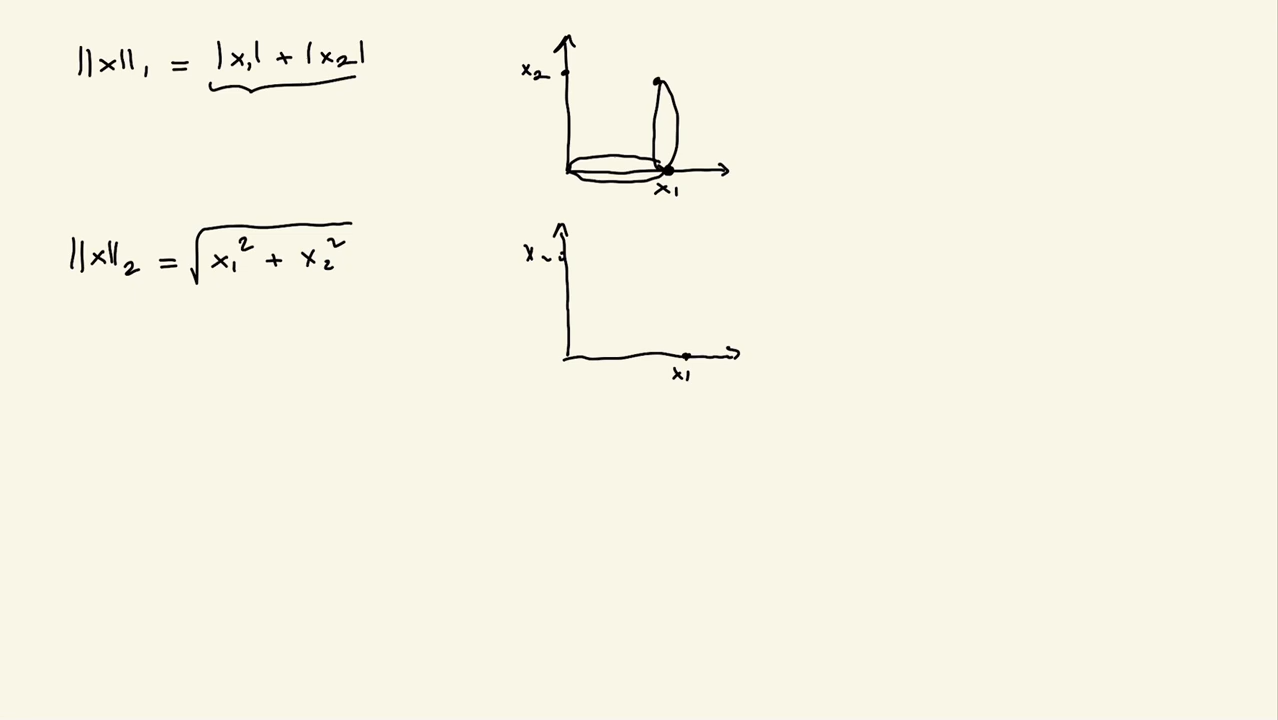 ||x||₁ = |x₁| + |x₂|
x₂
x₁
||x||₂ = √(x₁² + x₂²)
x₂
x₁